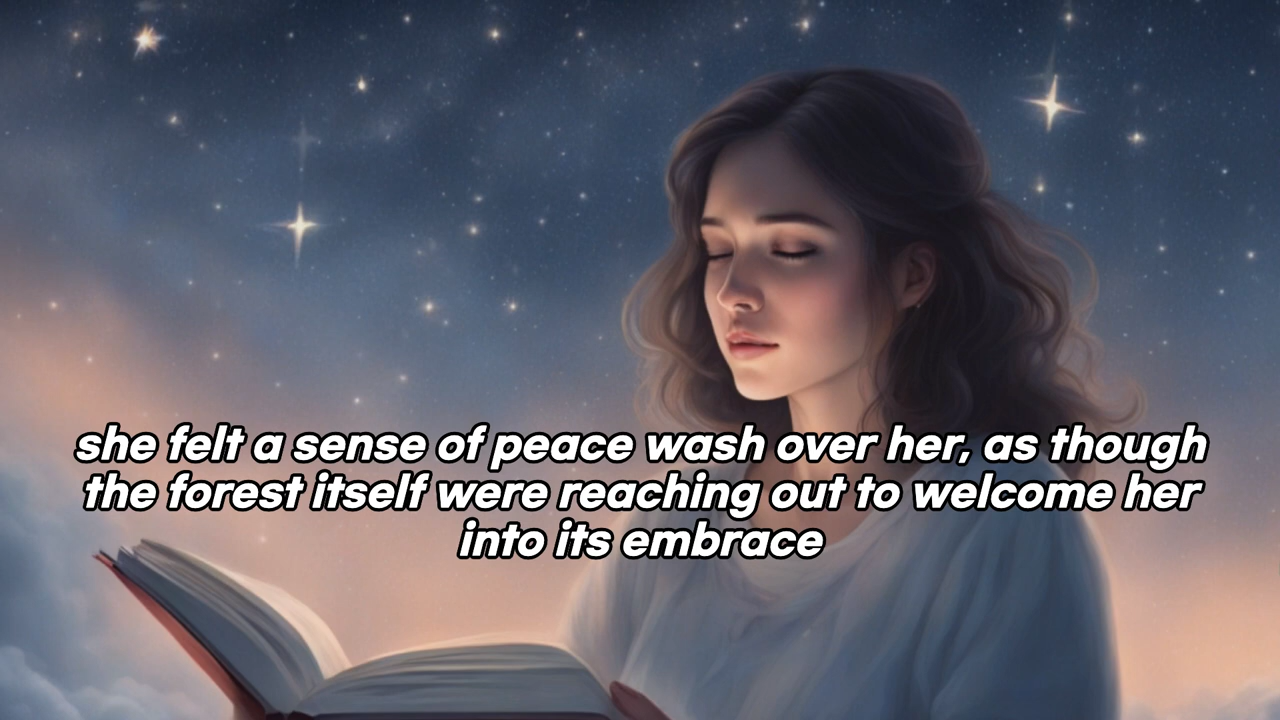 she felt a sense of peace wash over her, as though
the forest itself were reaching out to welcome her
into its embrace